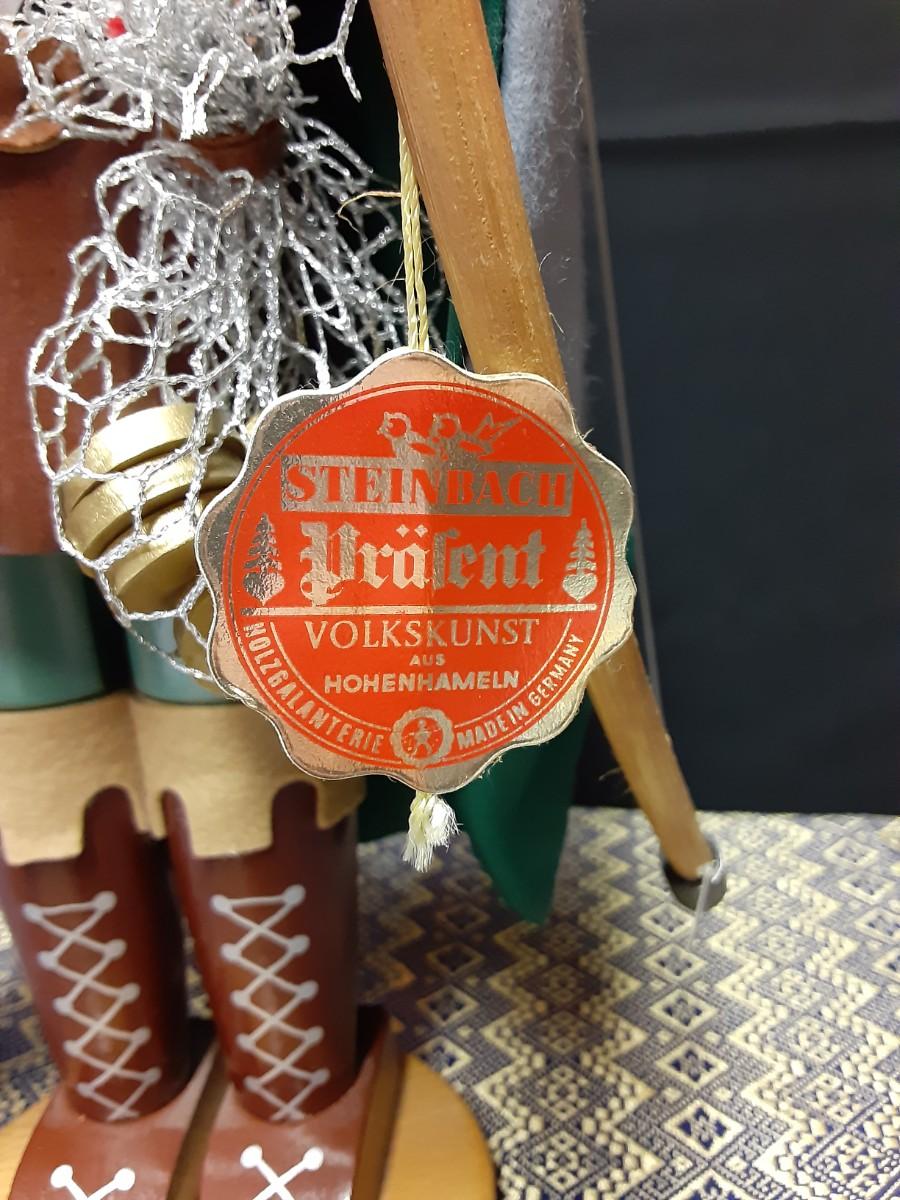 STEINBACH
Präſent
VOLKSKUNST
AUS
HOHENHAMELN
HOLZGALANTERIE MADE IN GERMANY